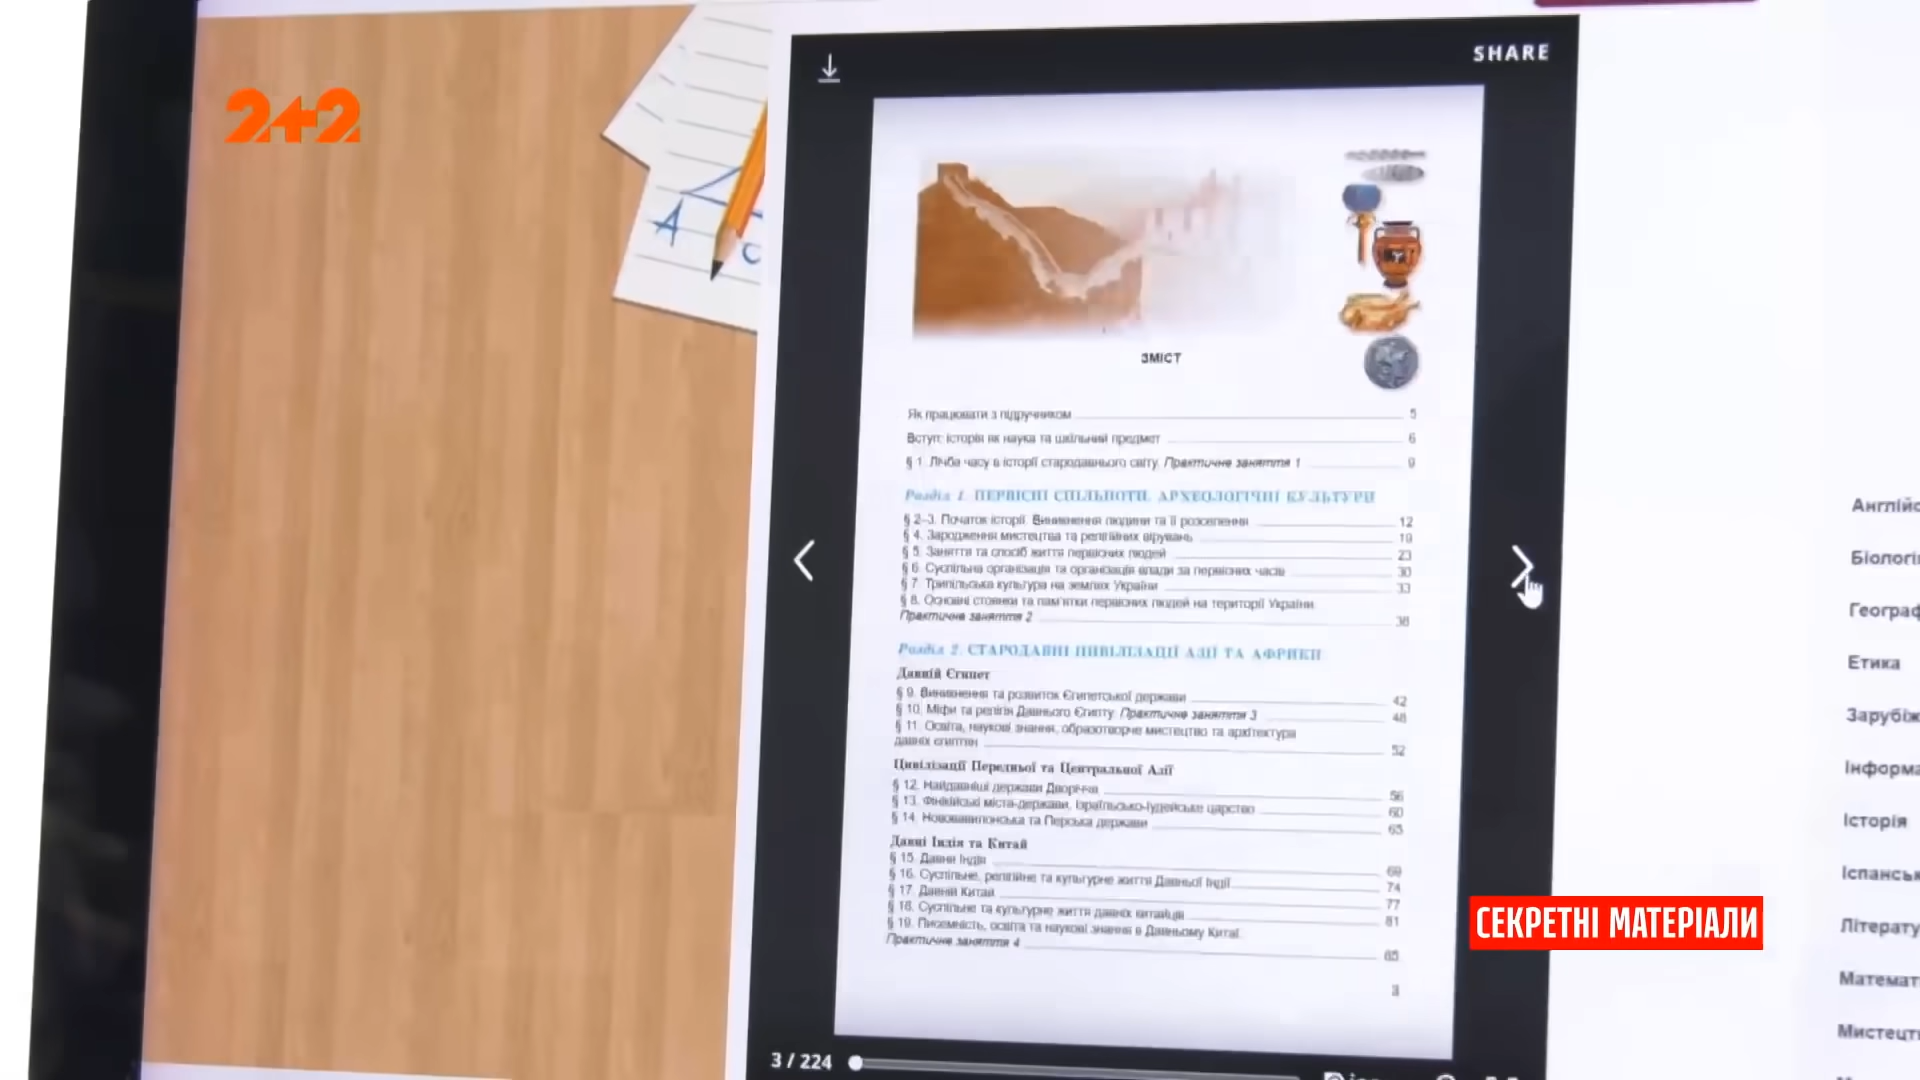 2+2
SHARE
A
C
ЗМІСТ
Як працювати з підручником 5
Вступ: історія як наука та шкільний предмет 6
§ 1. Лічба часу в історії стародавнього світу. Практичне заняття 1 9
Розділ 1. ПЕРВІСНІ СПІЛЬНОТИ. АРХЕОЛОГІЧНІ КУЛЬТУРИ
§ 2–3. Початок історії. Виникнення людини та її розселення 12
§ 4. Зародження мистецтва та релігійних вірувань 19
§ 5. Заняття та спосіб життя первісних людей 23
§ 6. Суспільна організація та організація влади за первісних часів 30
§ 7. Трипільська культура на землях України 33
§ 8. Основні стоянки та пам'ятки первісних людей на території України.
Практичне заняття 2 38
Розділ 2. СТАРОДАВНІ ЦИВІЛІЗАЦІЇ АЗІЇ ТА АФРИКИ
Давній Єгипет
§ 9. Виникнення та розвиток Єгипетської держави 42
§ 10. Міфи та релігія Давнього Єгипту. Практичне заняття 3 48
§ 11. Освіта, наукові знання, образотворче мистецтво та архітектура
давніх єгиптян 52
Цивілізації Передньої та Центральної Азії
§ 12. Найдавніші держави Дворіччя 56
§ 13. Фінікійські міста-держави. Ізраїльсько-Іудейське царство 60
§ 14. Нововавилонська та Перська держави 65
Давні Індія та Китай
§ 15. Давня Індія 69
§ 16. Суспільне, релігійне та культурне життя Давньої Індії 74
§ 17. Давній Китай 77
§ 18. Суспільне та культурне життя давніх китайців 81
§ 19. Писемність, освіта та наукові знання в Давньому Китаї.
Практичне заняття 4 85
3
3 / 224
Англійс
Біологі
Географ
Етика
Зарубіж
Інформа
Історія
Іспанськ
Літерату
Математ
Мистецт
СЕКРЕТНІ МАТЕРІАЛИ